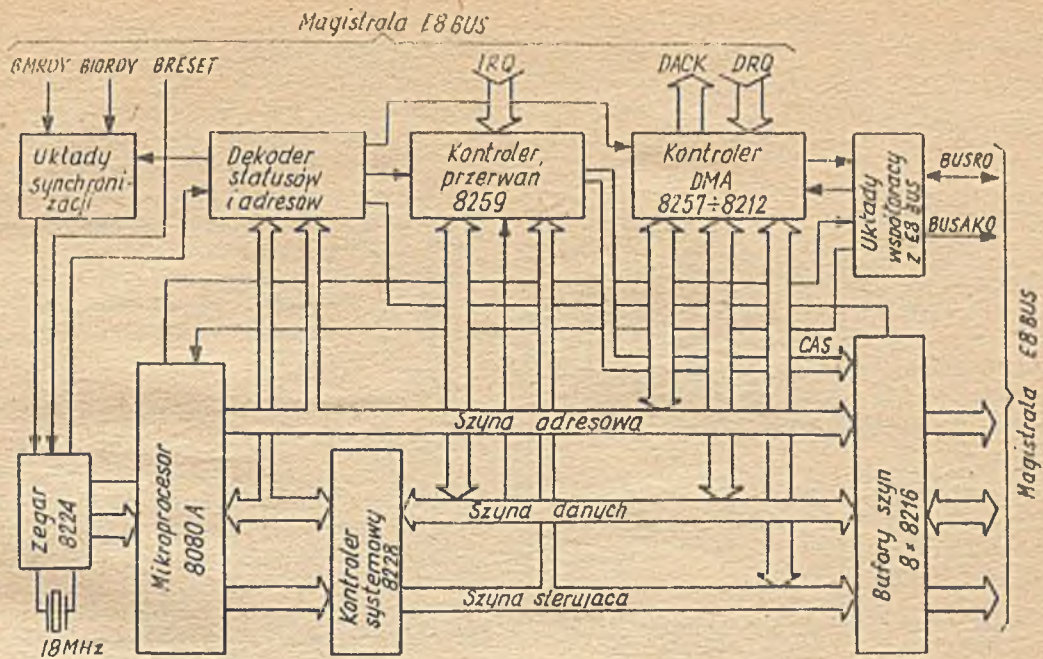 Magistrala E8 BUS
BMRDY BIORDY BRESET
IRQ
DACK DRQ
Układy
synchroni-
zacji
Dekoder
statusów
i adresów
Kontroler,
przerwań
8259
Kontroler
DMA
8257÷8212
Układy
współpracy
z E8 BUS
BUSRO
BUSAKO
Magistrala E8 BUS
CAS
Szyna adresowa
Szyna danych
Szyna sterująca
Zegar
8224
18MHz
Mikroprocesor
8080A
Kontroler
systemowy
8228
Bufory szyn
8 × 8216